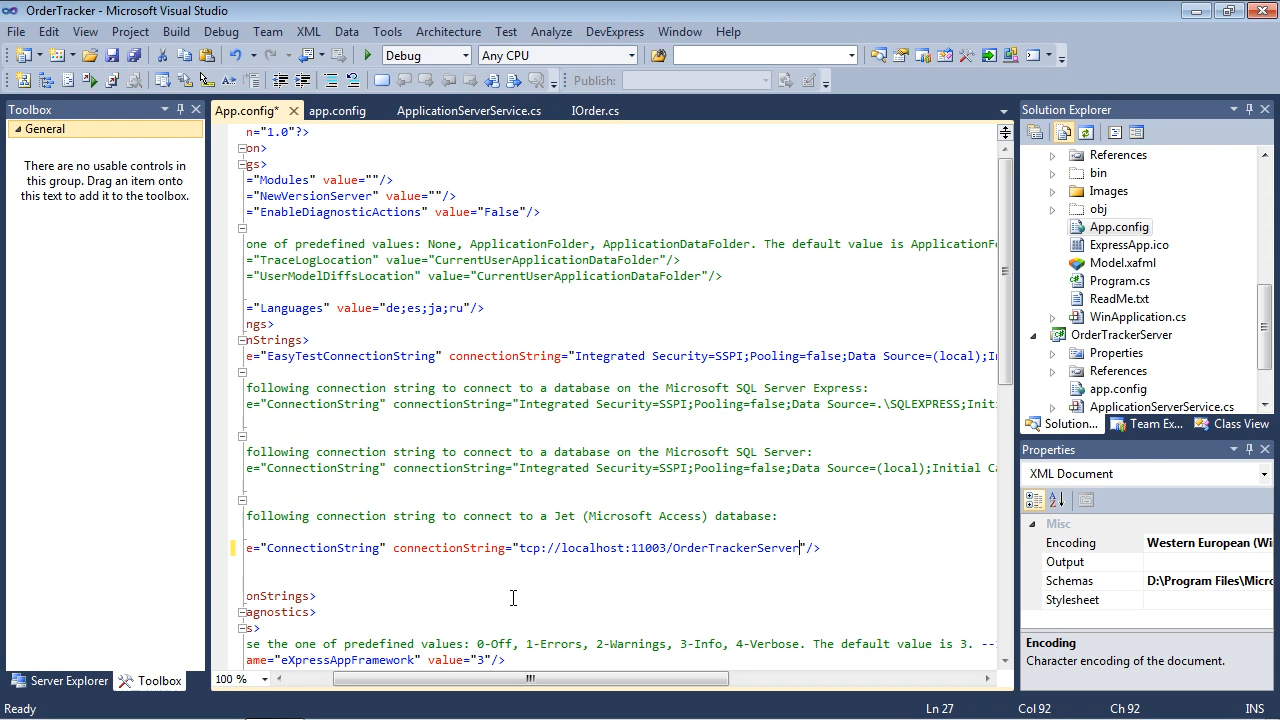 OrderTracker - Microsoft Visual Studio
File Edit View Project Build Debug Team XML Data Tools Architecture Test Analyze DevExpress Window Help
Debug Any CPU
Publish:
Toolbox
General
There are no usable controls in
this group. Drag an item onto
this text to add it to the toolbox.
Server Explorer Toolbox
App.config* app.config ApplicationServerService.cs IOrder.cs
n="1.0"?>
on>
gs>
="Modules" value=""/>
="NewVersionServer" value=""/>
="EnableDiagnosticActions" value="False"/>
one of predefined values: None, ApplicationFolder, ApplicationDataFolder. The default value is ApplicationFo
="TraceLogLocation" value="CurrentUserApplicationDataFolder"/>
="UserModelDiffsLocation" value="CurrentUserApplicationDataFolder"/>
="Languages" value="de;es;ja;ru"/>
ngs>
nStrings>
e="EasyTestConnectionString" connectionString="Integrated Security=SSPI;Pooling=false;Data Source=(local);In
following connection string to connect to a database on the Microsoft SQL Server Express:
e="ConnectionString" connectionString="Integrated Security=SSPI;Pooling=false;Data Source=.\SQLEXPRESS;Initi
following connection string to connect to a database on the Microsoft SQL Server:
e="ConnectionString" connectionString="Integrated Security=SSPI;Pooling=false;Data Source=(local);Initial Ca
following connection string to connect to a Jet (Microsoft Access) database:
e="ConnectionString" connectionString="tcp://localhost:11003/OrderTrackerServer"/>
onStrings>
agnostics>
s>
se the one of predefined values: 0-Off, 1-Errors, 2-Warnings, 3-Info, 4-Verbose. The default value is 3. --
ame="eXpressAppFramework" value="3"/>
100 %
Solution Explorer
References
bin
Images
obj
App.config
ExpressApp.ico
Model.xafml
Program.cs
ReadMe.txt
WinApplication.cs
OrderTrackerServer
Properties
References
app.config
ApplicationServerService.cs
Solution... Team Ex... Class View
Properties
XML Document
Misc
Encoding Western European (Wi
Output
Schemas D:\Program Files\Micro
Stylesheet
Encoding
Character encoding of the document.
Ready Ln 27 Col 92 Ch 92 INS